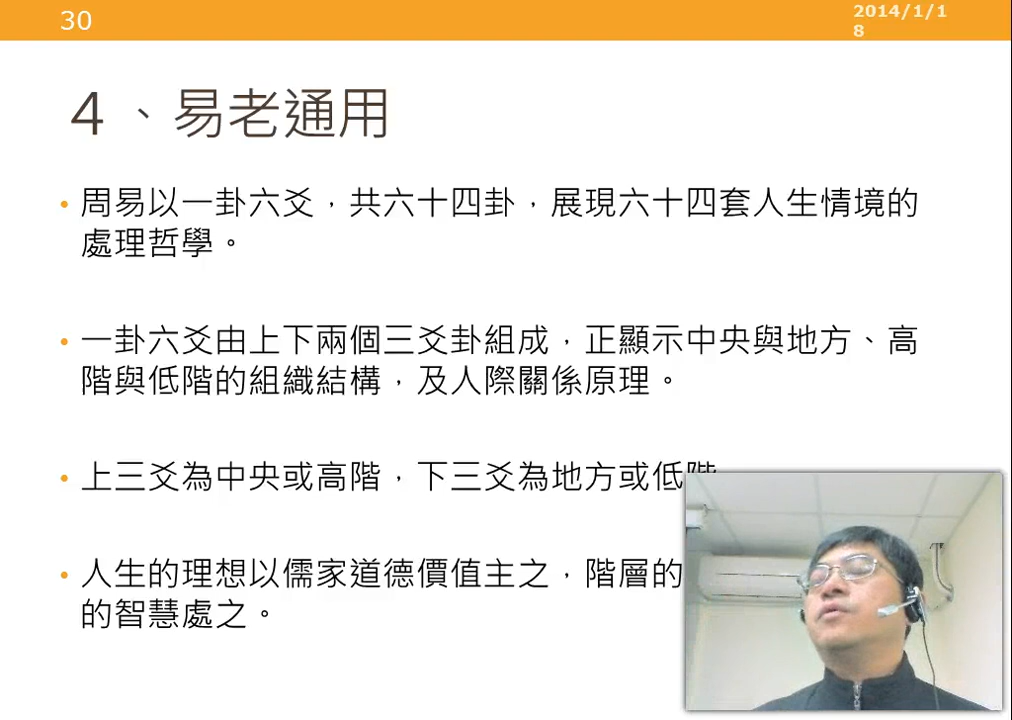 30
2014/1/1
8
4、易老通用
• 周易以一卦六爻，共六十四卦，展現六十四套人生情境的
處理哲學。
• 一卦六爻由上下兩個三爻卦組成，正顯示中央與地方、高
階與低階的組織結構，及人際關係原理。
• 上三爻為中央或高階，下三爻為地方或低階
• 人生的理想以儒家道德價值主之，階層的
的智慧處之。